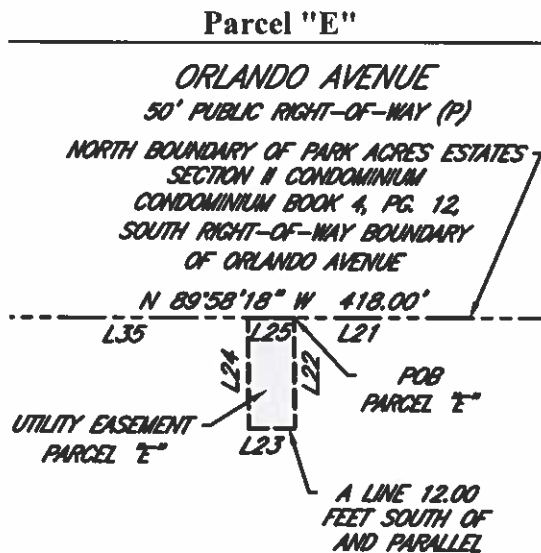 Parcel "E"
ORLANDO AVENUE
50' PUBLIC RIGHT-OF-WAY (P)
NORTH BOUNDARY OF PARK ACRES ESTATES
SECTION II CONDOMINIUM
CONDOMINIUM BOOK 4, PG. 12,
SOUTH RIGHT-OF-WAY BOUNDARY
OF ORLANDO AVENUE
N 89°58'18" W 418.00'
L35
L25
L21
L24
L22
POB
PARCEL "E"
UTILITY EASEMENT
PARCEL "E"
L23
A LINE 12.00
FEET SOUTH OF
AND PARALLEL